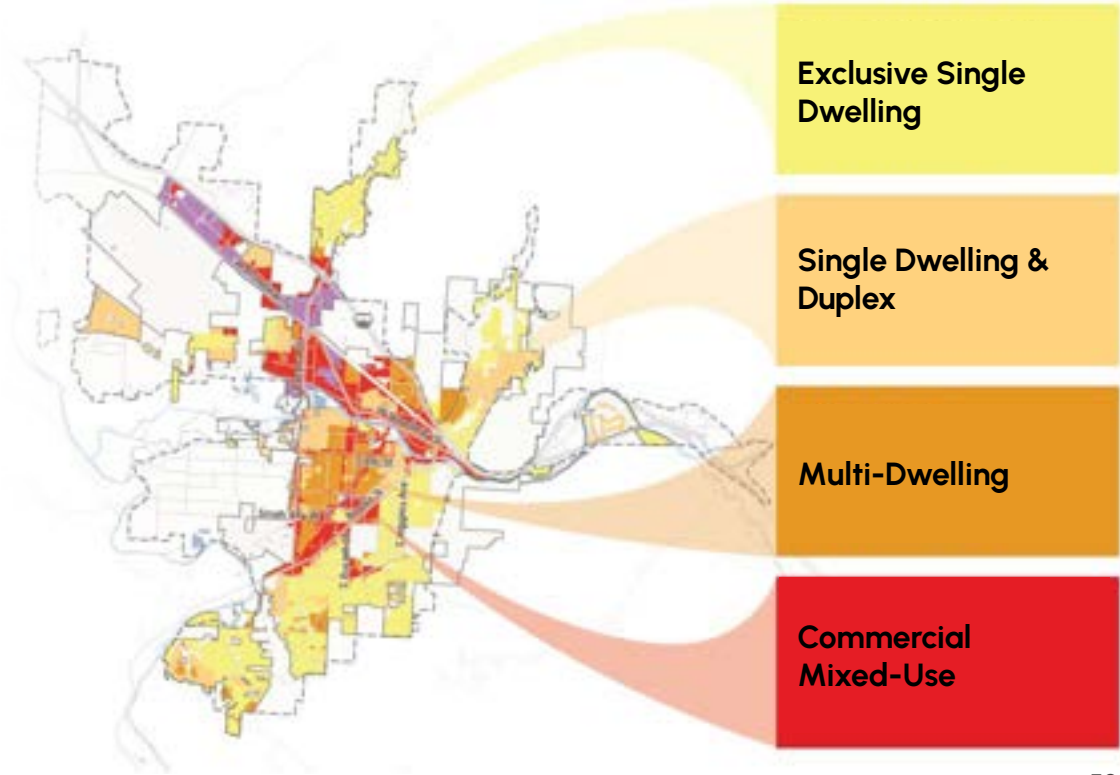 Exclusive Single
Dwelling
Single Dwelling &
Duplex
Multi-Dwelling
Commercial
Mixed-Use